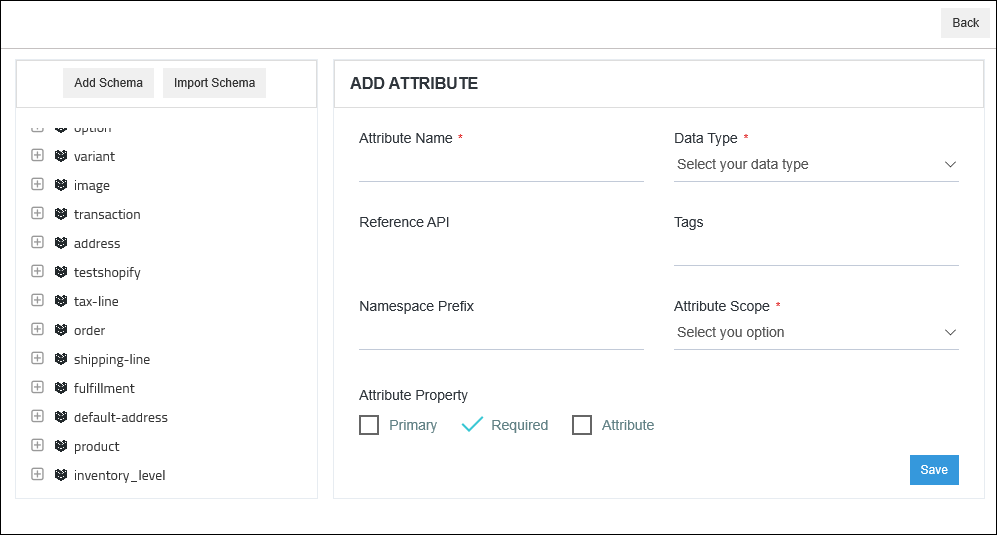 Back
Add Schema
Import Schema
option
variant
image
transaction
address
testshopify
tax-line
order
shipping-line
fulfillment
default-address
product
inventory_level
ADD ATTRIBUTE
Attribute Name *
Data Type *
Select your data type
Reference API
Tags
Namespace Prefix
Attribute Scope *
Select you option
Attribute Property
Primary
Required
Attribute
Save